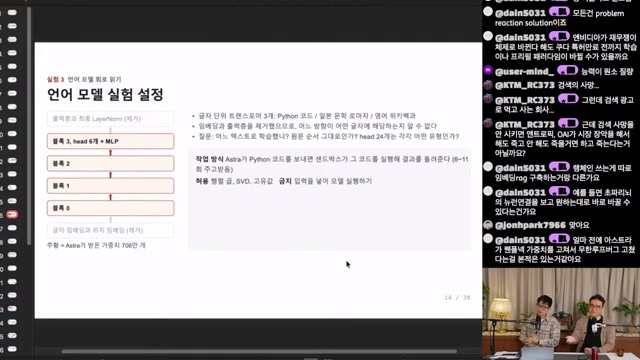 실험 3 언어 모델 회로 읽기
언어 모델 실험 설정
출력층과 최종 LayerNorm (제거)
블록 3, head 6개 + MLP
블록 2
블록 1
블록 0
글자 임베딩과 위치 임베딩 (제거)
주황 = Astra가 받은 가중치 708만 개
• 글자 단위 트랜스포머 3개: Python 코드 / 일본 문학 로마자 / 영어 위키백과
• 임베딩과 출력층을 제거했으므로, 어느 방향이 어떤 글자에 해당하는지 알 수 없다
• 질문: 어느 텍스트로 학습했나? 원문 순서 그대로인가? head 24개는 각각 어떤 유형인가?
작업 방식 Astra가 Python 코드를 보내면 샌드박스가 그 코드를 실행해 결과를 돌려준다 (6~11
회 주고받음)
허용 행렬 곱, SVD, 고유값 금지 입력을 넣어 모델 실행하기
16 / 38
@dain5031
@dain5031 모든건 problem
reaction solution이죠
@dain5031 엔비디아가 재무쟁이
체제로 바뀐다 해도 쿠다 특허만료 전까지 학습
이나 프리필 패러다임이 바뀔 수가 있을까요
@user-mind_ 능력이 원소 질량
@KTM_RC373 검색의 사망...
@KTM_RC373 그런데 검색 광고
로 먹고 사는 회사...
@KTM_RC373 근데 검색 사망을
안 시키면 앤트로픽, OAI가 시장 장악을 해서
해도 죽고 안 해도 죽을거면 하고 죽는다는거
아닐까요?
@dain5031 랭체인 쓰는데 따로
임베딩rag 구축하는거랑 다른가요
@dain5031 예를 들면 초파리뇌
의 뉴런연결을 보고 원하는대로 바로 바꿀 수
있다는건가요
@jonhpark7966 맞아요
@dain5031 얼마 전에 아스트라
가 퀜풀넥 가중치를 고쳐서 무한루프버그 고쳤
다는걸 본적은 있는거같아요